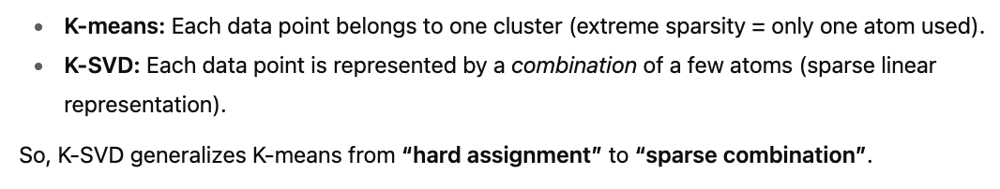 • K-means: Each data point belongs to one cluster (extreme sparsity = only one atom used).
• K-SVD: Each data point is represented by a combination of a few atoms (sparse linear
representation).
So, K-SVD generalizes K-means from “hard assignment” to “sparse combination”.